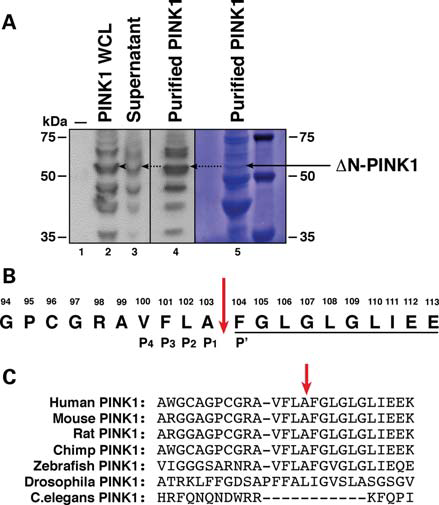 A
kDa
—
PINK1 WCL
Supernatant
Purified PINK1
Purified PINK1
75 75
50 50
35 35
ΔN-PINK1
1 2 3 4 5
B
94 95 96 97 98 99 100 101 102 103 104 105 106 107 108 109 110 111 112 113
G P C G R A V F L A F G L G L G L I E E
P4 P3 P2 P1 P'
C
Human PINK1: AWGCAGPCGRA-VFLAFGLGLGLIEEK
Mouse PINK1: ARGGAGPCGRA-VFLAFGLGLGLIEEK
Rat PINK1: ARGGAGPCGRA-VFLAFGLGLGLIEEK
Chimp PINK1: AWGCAGPCGRA-VFLAFGLGLGLIEEK
Zebrafish PINK1: VIGGGSARNRA-VFLAFGVGLGLIEQE
Drosophila PINK1: ATRKLFFGDSAPFFALIGVSLASGSGV
C.elegans PINK1: HRFQNQNDWRR-----------KFQPI